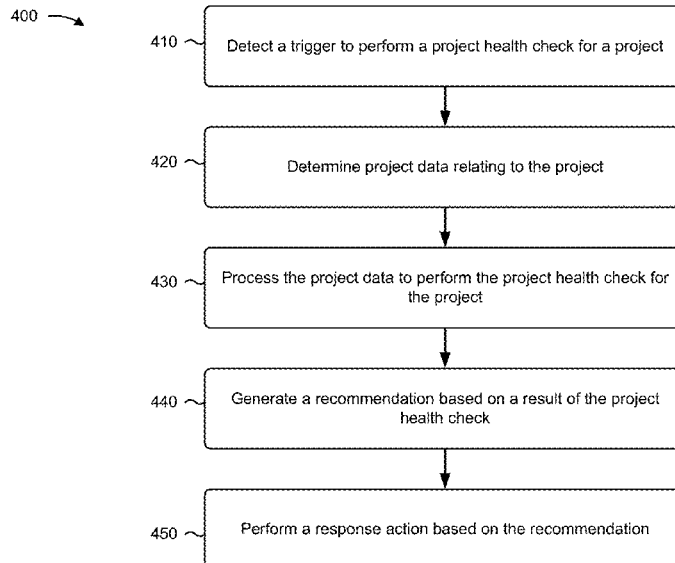 400
410
Detect a trigger to perform a project health check for a project
420
Determine project data relating to the project
430
Process the project data to perform the project health check for
the project
440
Generate a recommendation based on a result of the project
health check
450
Perform a response action based on the recommendation